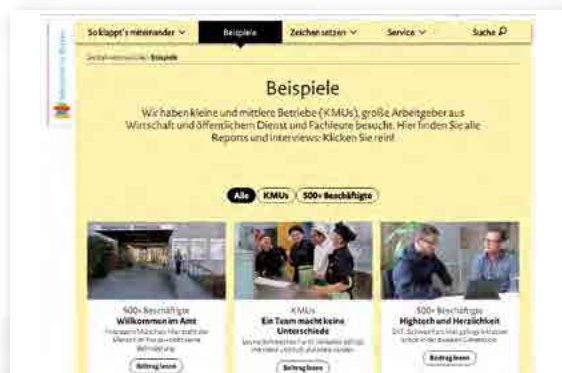 So klappt's miteinander
Beispiele
Zeichen setzen
Service
Suche
Beispiele
Beispiele
Wir haben kleine und mittlere Betriebe (KMUs), große Arbeitgeber aus
Wirtschaft und öffentlichem Dienst und Fachleute besucht. Hier finden Sie alle
Reports und Interviews: Klicken Sie rein!
Alle
KMUs
500+ Beschäftigte
500+ Beschäftigte
Willkommen im Amt
Beitrag lesen
KMUs
Ein Team macht keine
Unterschiede
Beitrag lesen
500+ Beschäftigte
Hightech und Herzlichkeit
Beitrag lesen